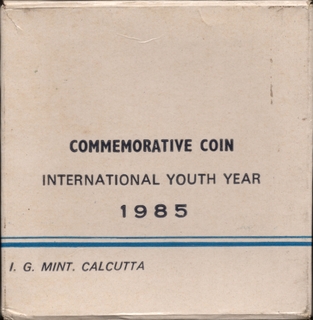 COMMEMORATIVE COIN
INTERNATIONAL YOUTH YEAR
1985
I. G. MINT. CALCUTTA